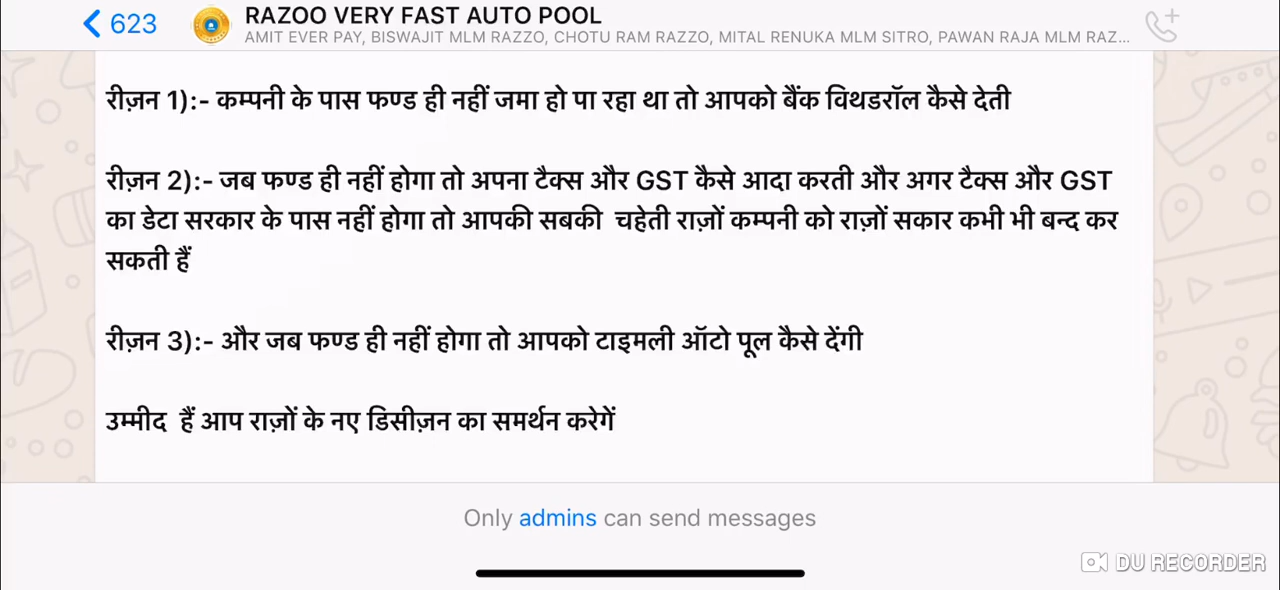 623
RAZOO VERY FAST AUTO POOL
AMIT EVER PAY, BISWAJIT MLM RAZZO, CHOTU RAM RAZZO, MITAL RENUKA MLM SITRO, PAWAN RAJA MLM RAZ...
रीज़न 1):- कम्पनी के पास फण्ड ही नहीं जमा हो पा रहा था तो आपको बैंक विथडरॉल कैसे देती
रीज़न 2):- जब फण्ड ही नहीं होगा तो अपना टैक्स और GST कैसे आदा करती और अगर टैक्स और GST
का डेटा सरकार के पास नहीं होगा तो आपकी सबकी चहेती राज़ों कम्पनी को राज़ों सकार कभी भी बन्द कर
सकती हैं
रीज़न 3):- और जब फण्ड ही नहीं होगा तो आपको टाइमली ऑटो पूल कैसे देंगी
उम्मीद हैं आप राज़ों के नए डिसीज़न का समर्थन करेगें
Only admins can send messages
DU RECORDER